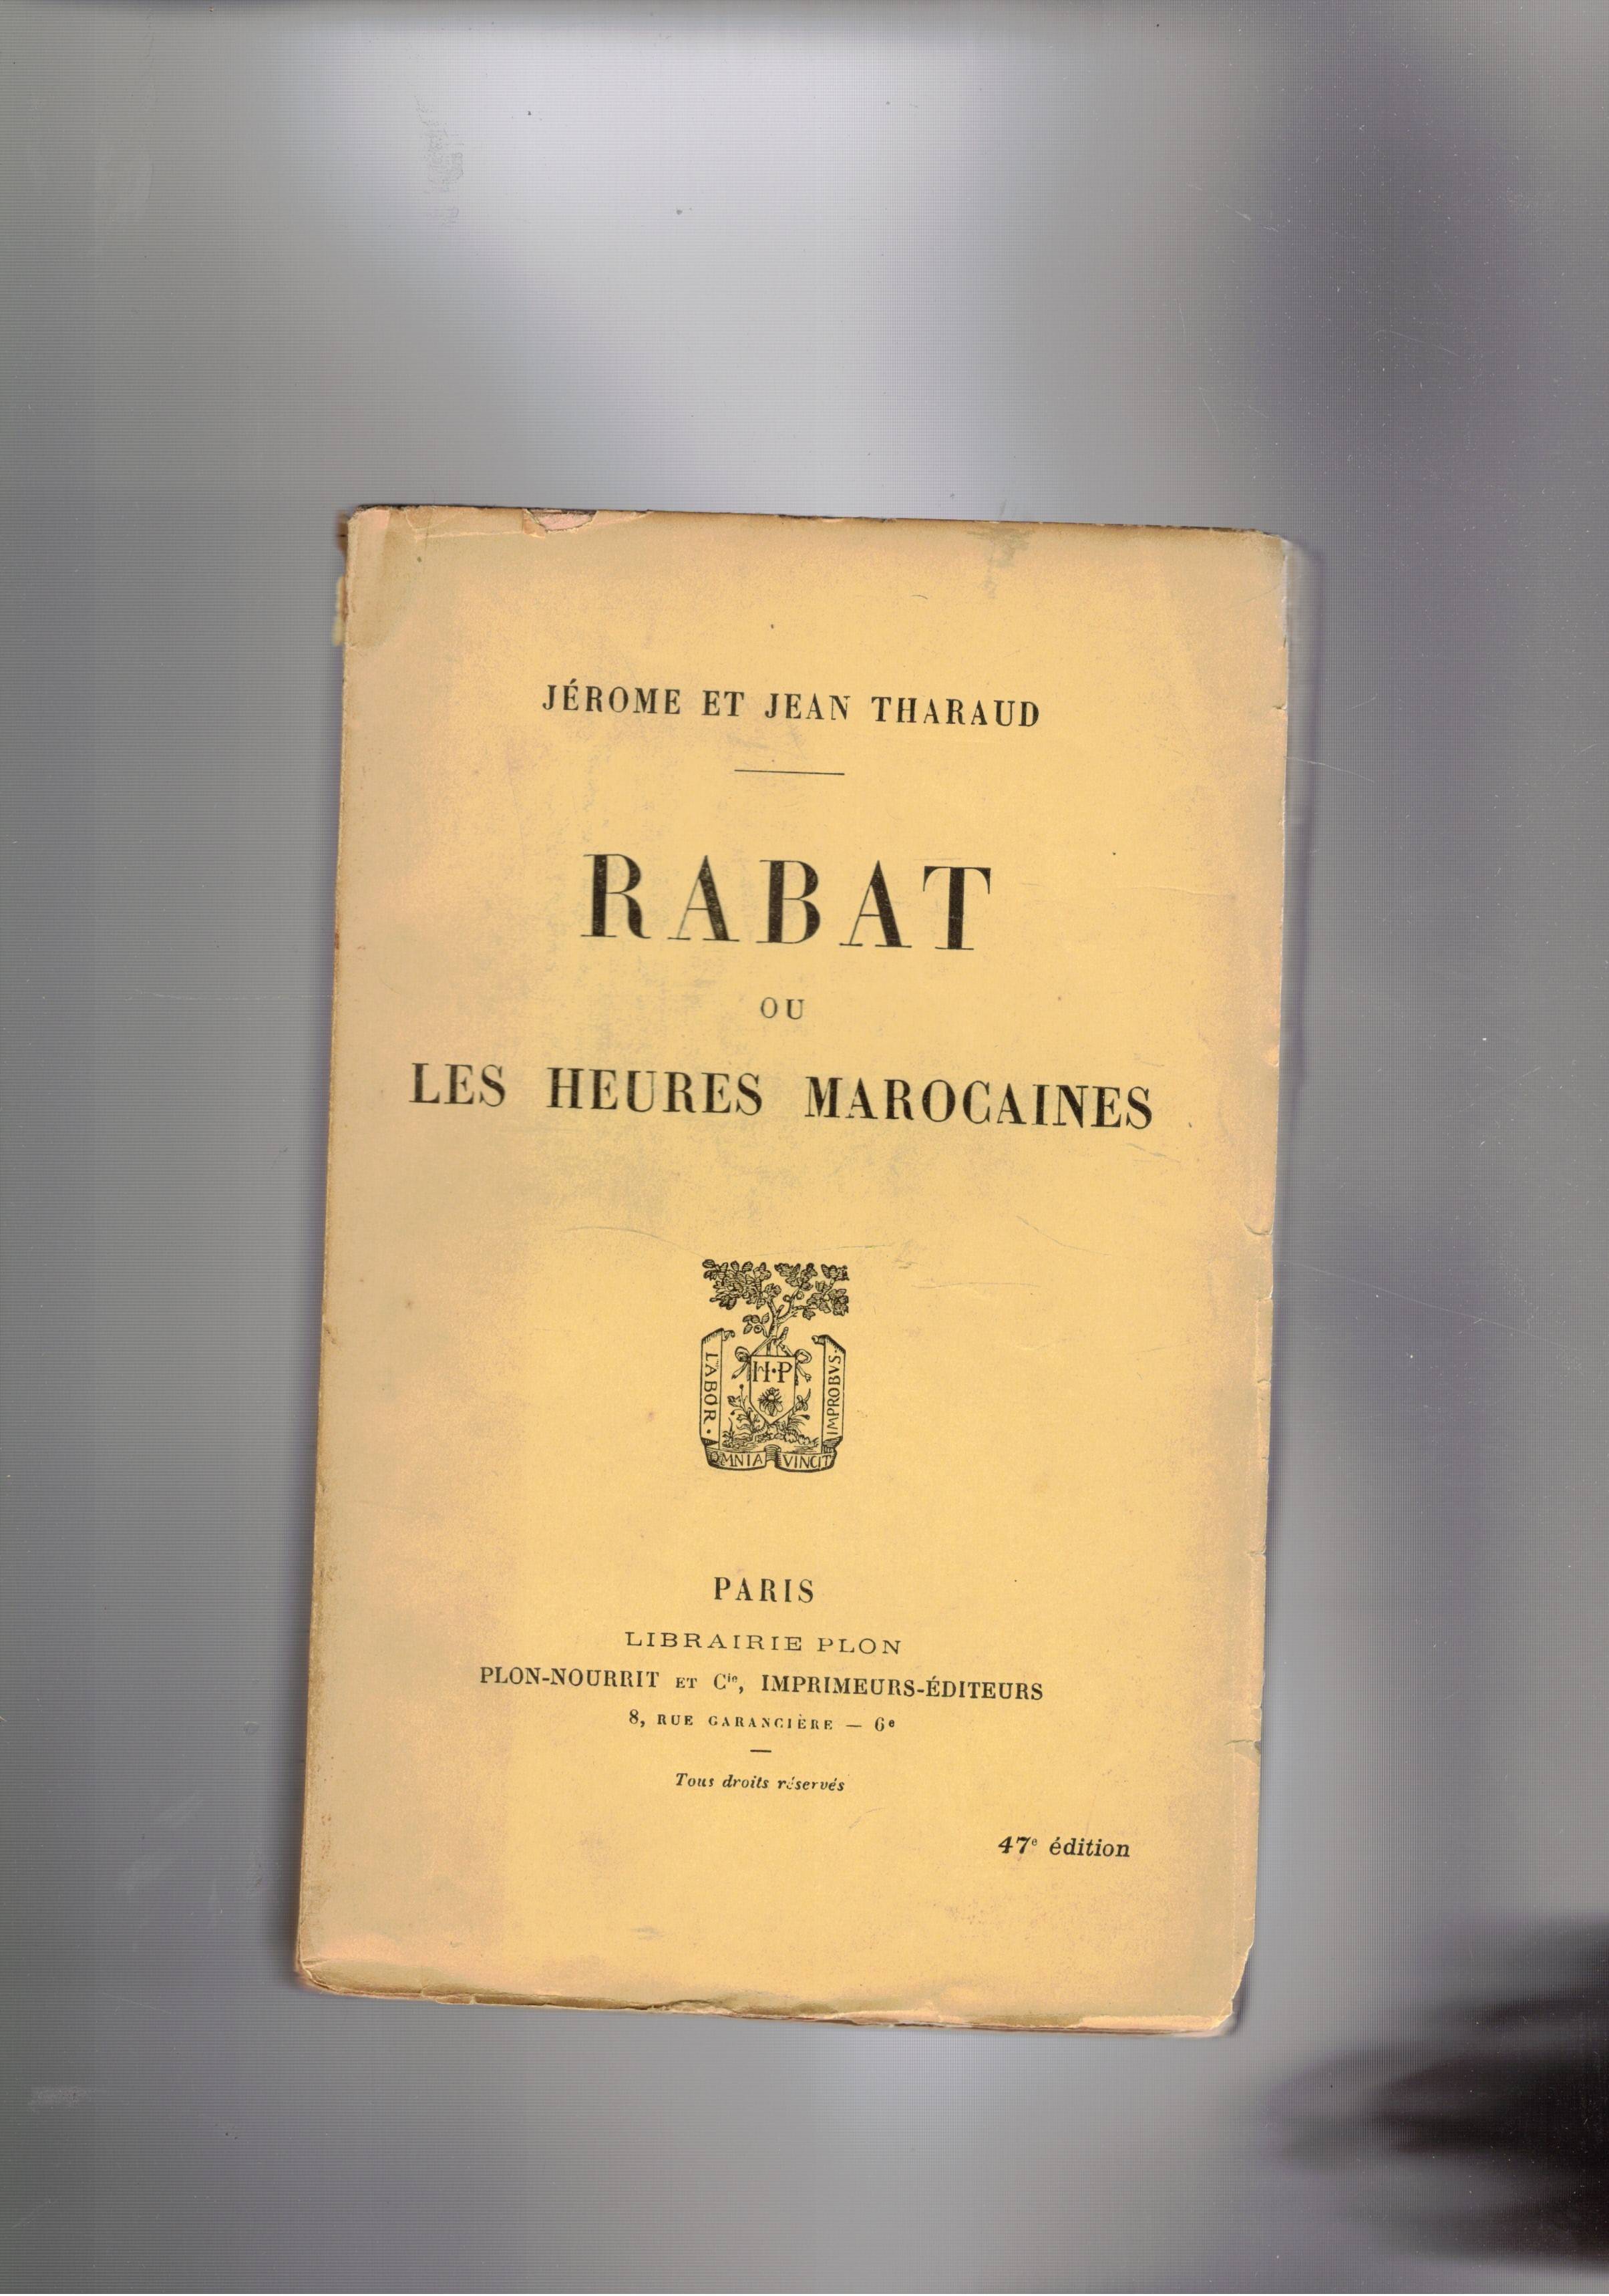 JÉROME ET JEAN THARAUD
RABAT
OU
LES HEURES MAROCAINES
LABOR.
H·P
IMPROBVS.
OMNIA VINCIT
PARIS
LIBRAIRIE PLON
PLON-NOURRIT ET Cie, IMPRIMEURS-ÉDITEURS
8, RUE GARANCIÈRE — 6e
Tous droits réservés
47e édition